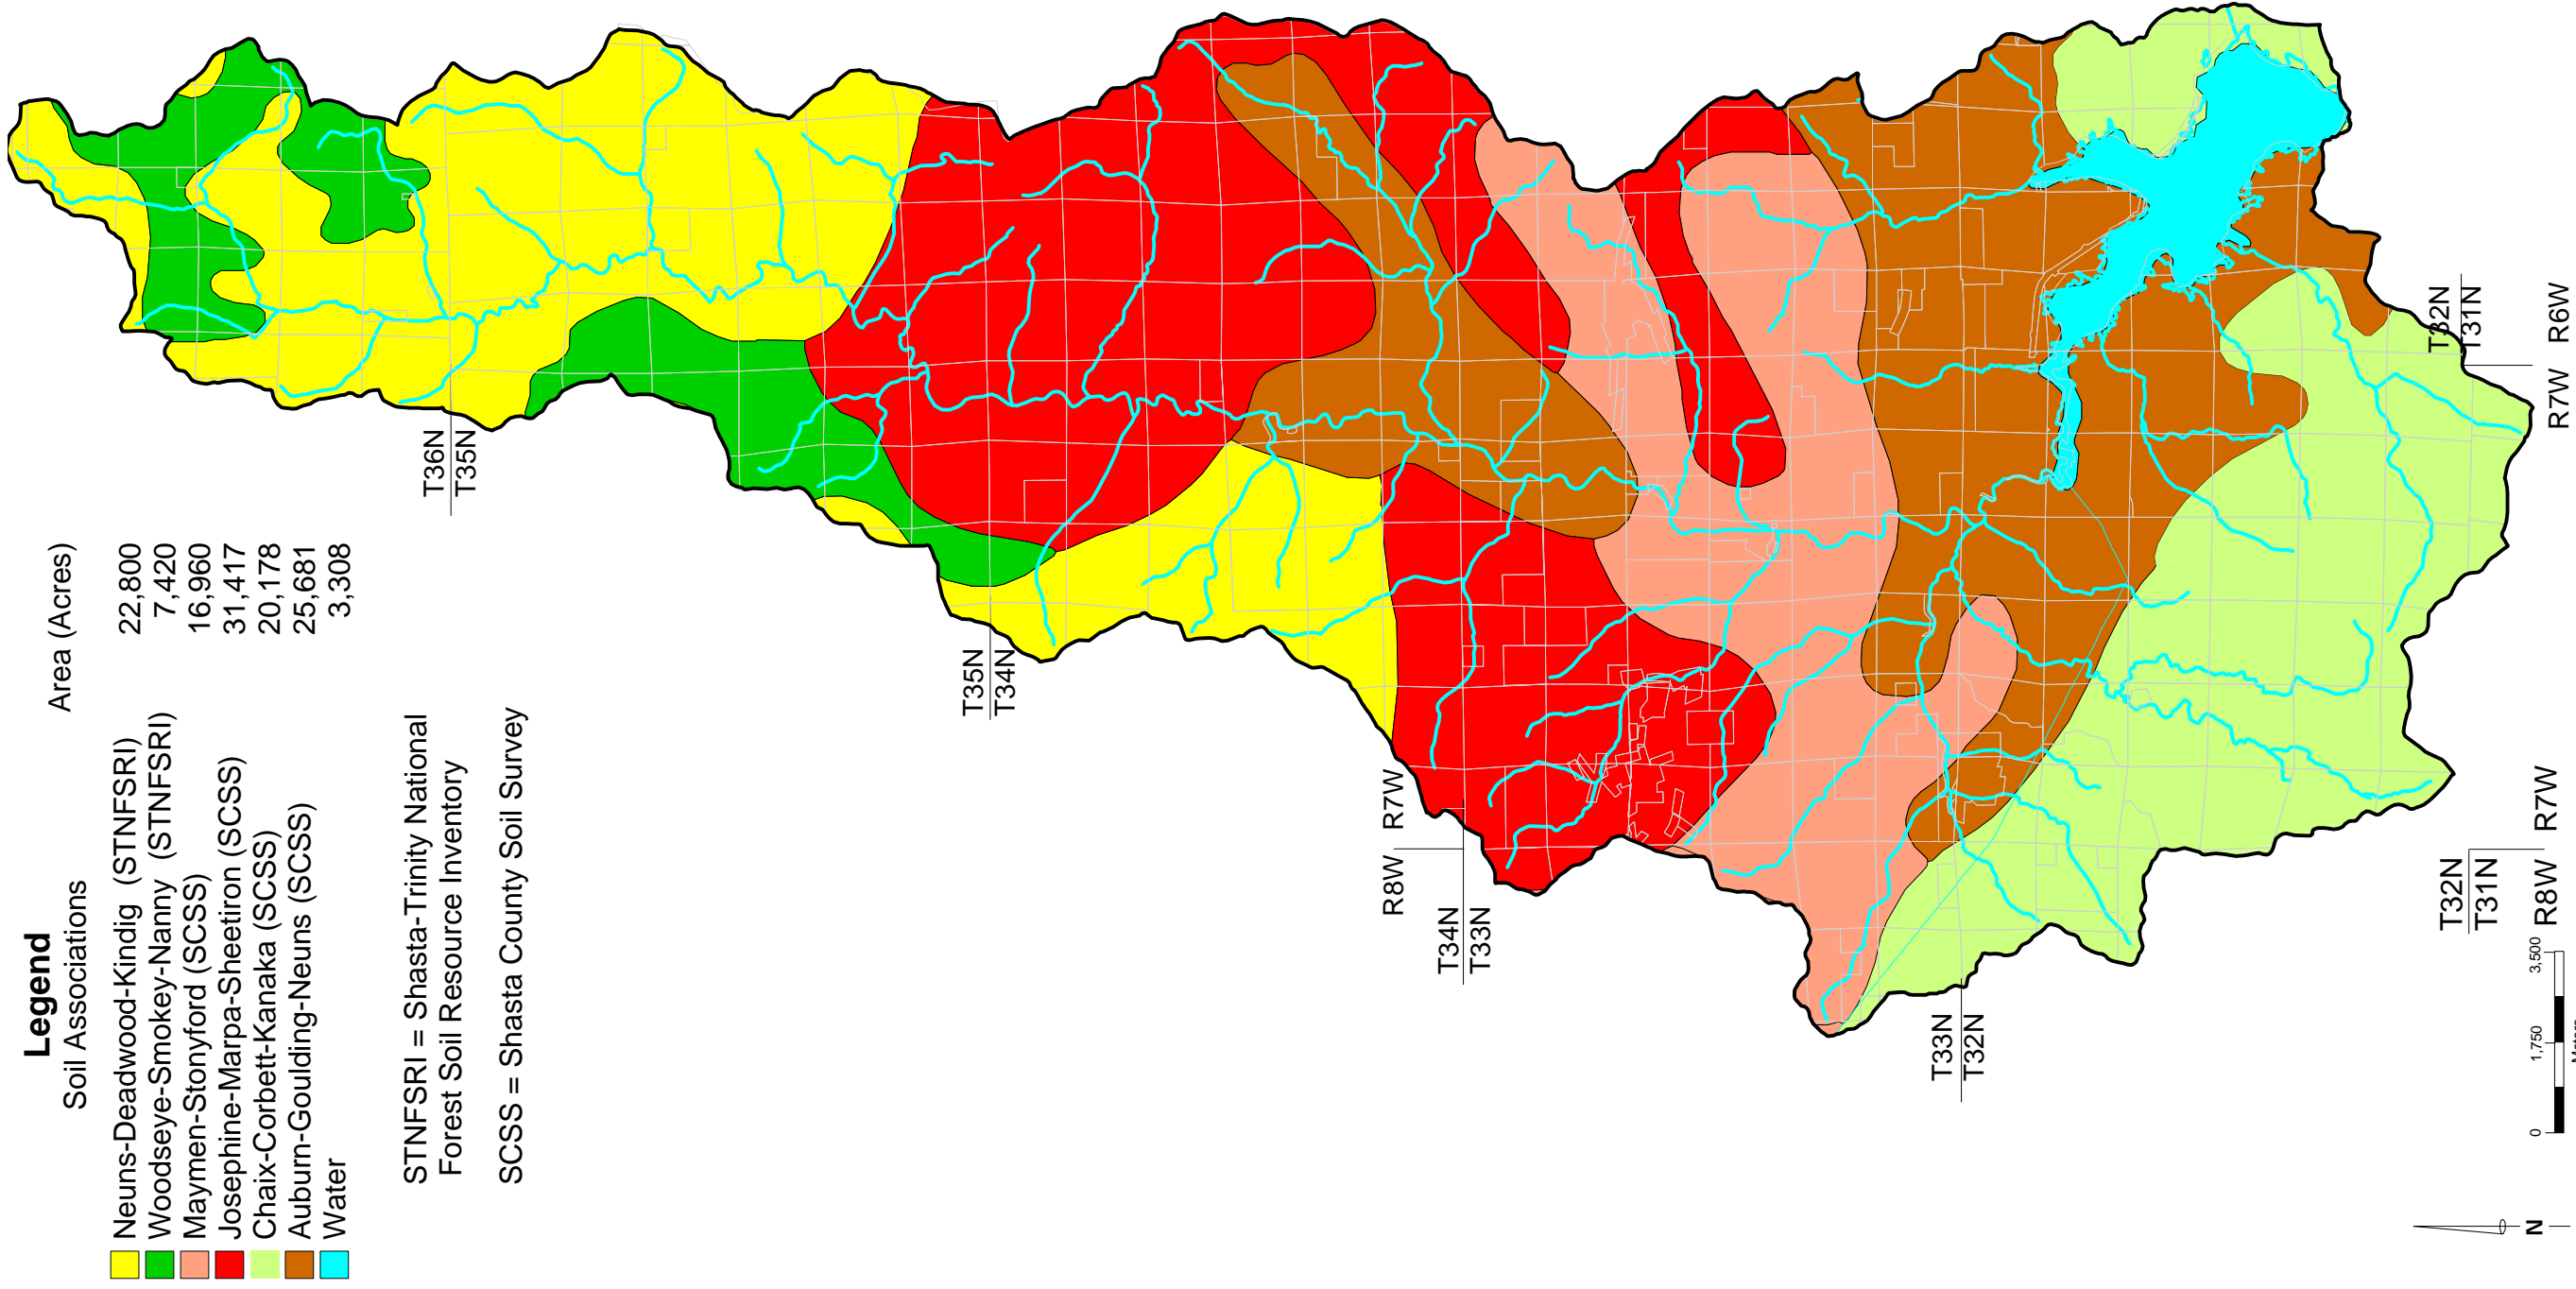 Legend
Soil Associations
Area (Acres)
Neuns-Deadwood-Kindig (STNFSRI) 22,800
Woodseye-Smokey-Nanny (STNFSRI) 7,420
Maymen-Stonyford (SCSS) 16,960
Josephine-Marpa-Sheetiron (SCSS) 31,417
Chaix-Corbett-Kanaka (SCSS) 20,178
Auburn-Goulding-Neuns (SCSS) 25,681
Water 3,308
STNFSRI = Shasta-Trinity National
Forest Soil Resource Inventory
SCSS = Shasta County Soil Survey
T36N
T35N
T35N
T34N
R8W R7W
T34N
T33N
T33N
T32N
T32N
T31N
R7W R6W
T32N
T31N
R8W R7W
0 1,750 3,500
Meters
N